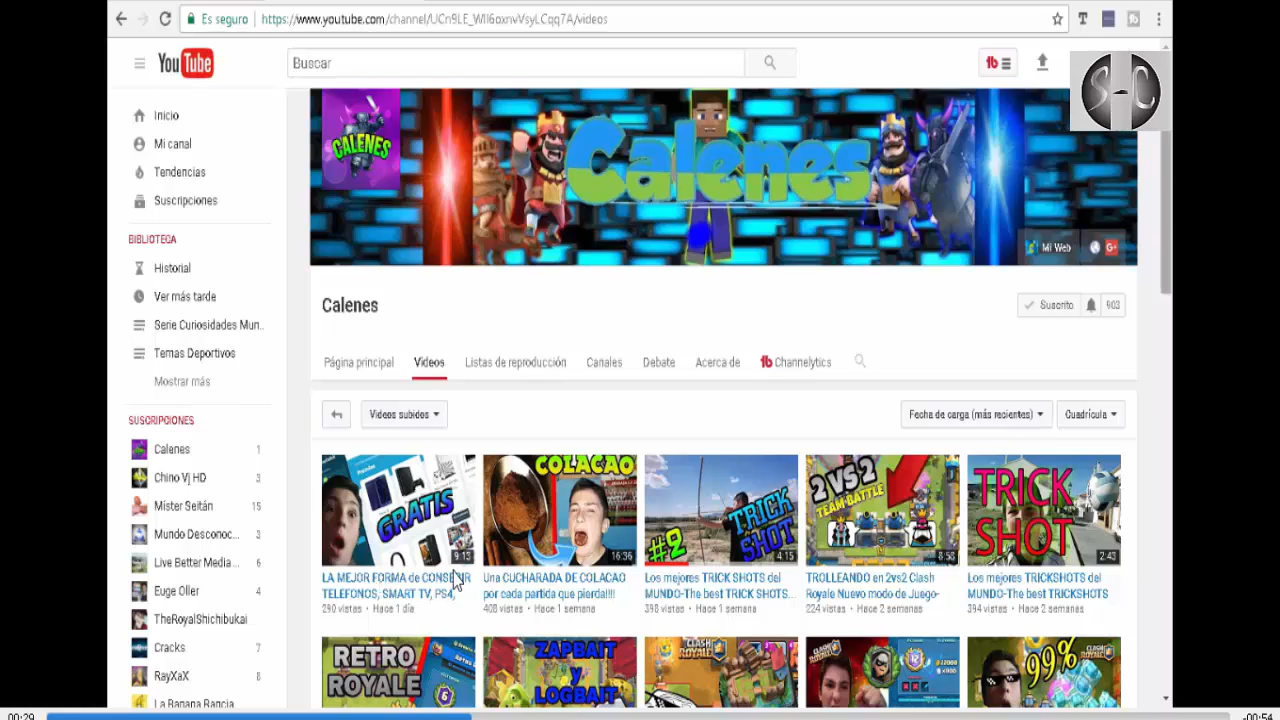 Es seguro https://www.youtube.com/channel/
YouTube
Buscar
S-C
Inicio
Mi canal
Tendencias
Suscripciones
BIBLIOTECA
Historial
Ver más tarde
Serie Curiosidades Mun..
Temas Deportivos
Mostrar más
SUSCRIPCIONES
Calenes 1
Chino Vj HD 3
Míster Seitán 15
Mundo Desconoc... 3
Live Better Media... 6
Euge Oller 4
TheRoyalShichibukai
Cracks 7
RayXaX 8
La Banana Rancia
CALENES
Calenes
Mi Web
G+
Calenes
Suscrito 903
Página principal Vídeos Listas de reproducción Canales Debate Acerca de Channelytics
Vídeos subidos Fecha de carga (más recientes) Cuadrícula
GRATIS
9:13
COLACAO
16:36
#2 TRICK SHOT
4:15
2VS2
TEAM BATTLE
8:58
TRICK
SHOT
2:43
LA MEJOR FORMA de
TELEFONOS, SMART TV, PS4,
290 vistas • Hace 1 día
Una CUCHARADA DE COLACAO
por cada partida que pierda!!!!
408 vistas • Hace 1 semana
Los mejores TRICK SHOTS del
MUNDO-The best TRICK SHOTS...
398 vistas • Hace 1 semana
TROLLEANDO en 2vs2 Clash
Royale Nuevo modo de Juego-
224 vistas • Hace 2 semanas
Los mejores TRICKSHOTS del
MUNDO-The best TRICKSHOTS
394 vistas • Hace 2 semanas
RETRO
ROYALE
ZAPBAIT
y
LOGBAIT
CLASH ROYALE
99%
00:29 -00:54